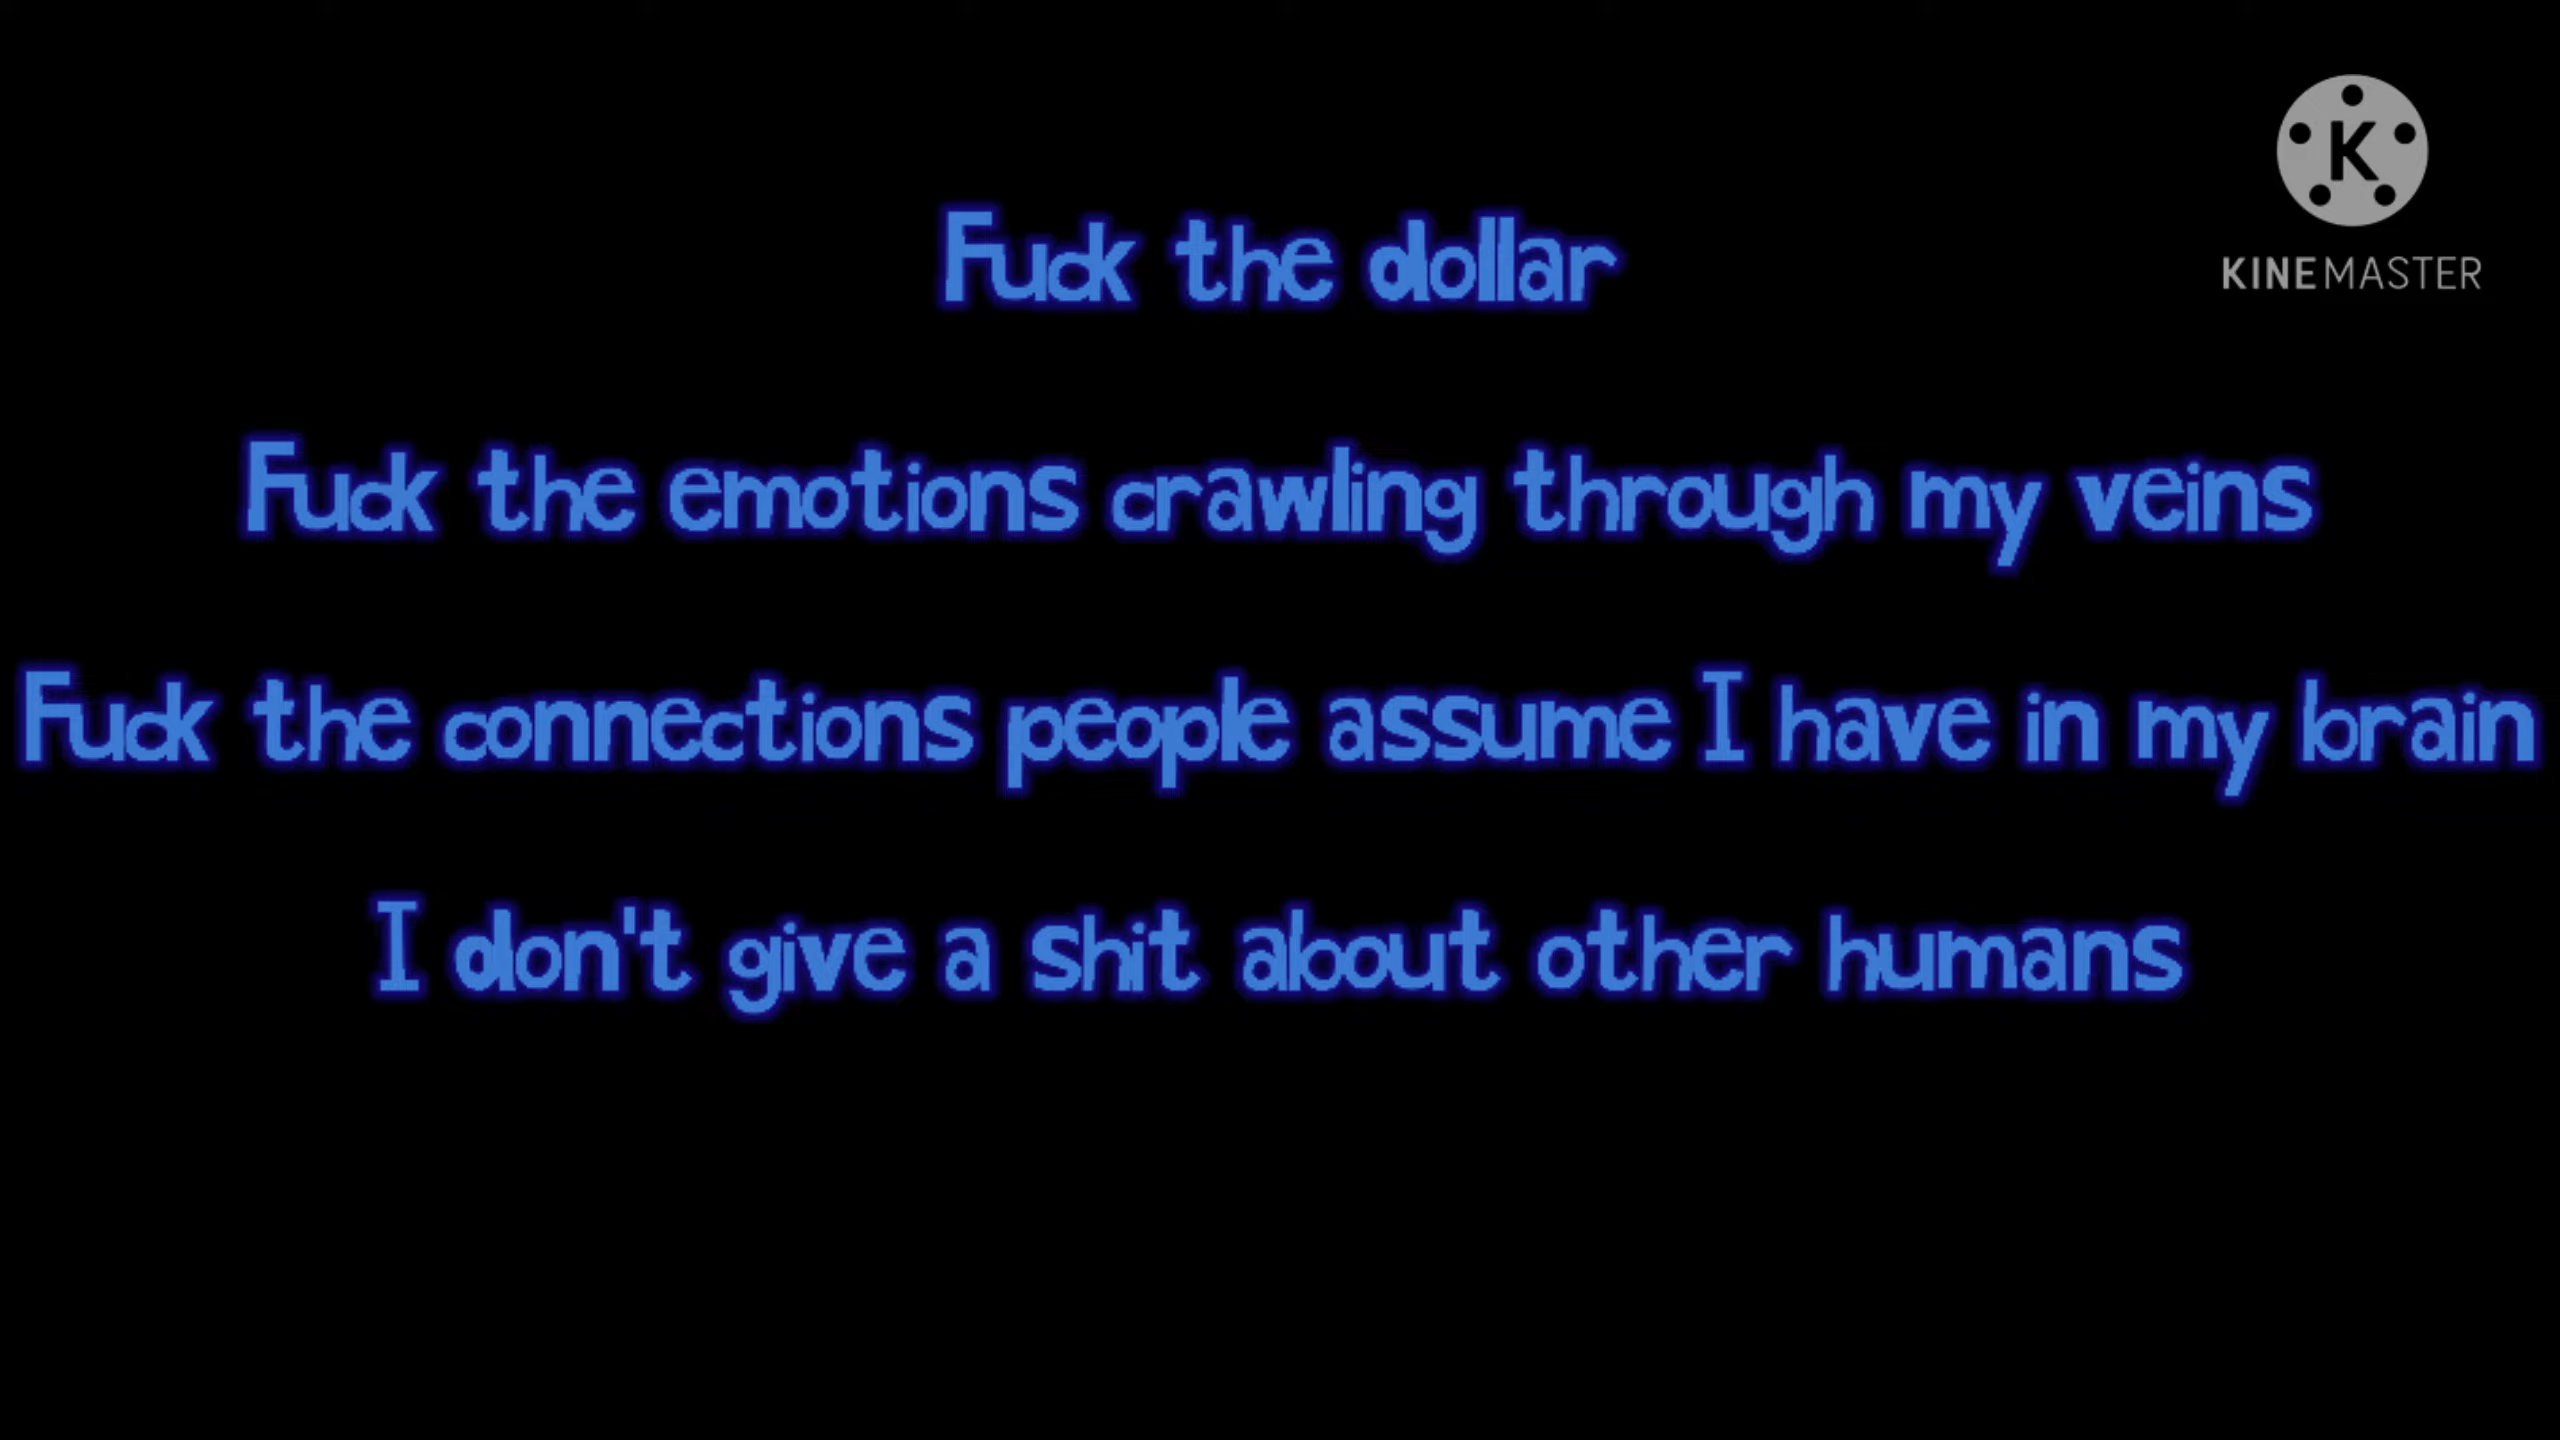 Fuck the dollar
KINEMASTER
Fuck the emotions crawling through my veins
Fuck the connections people assume I have in my brain
I don't give a shit about other humans